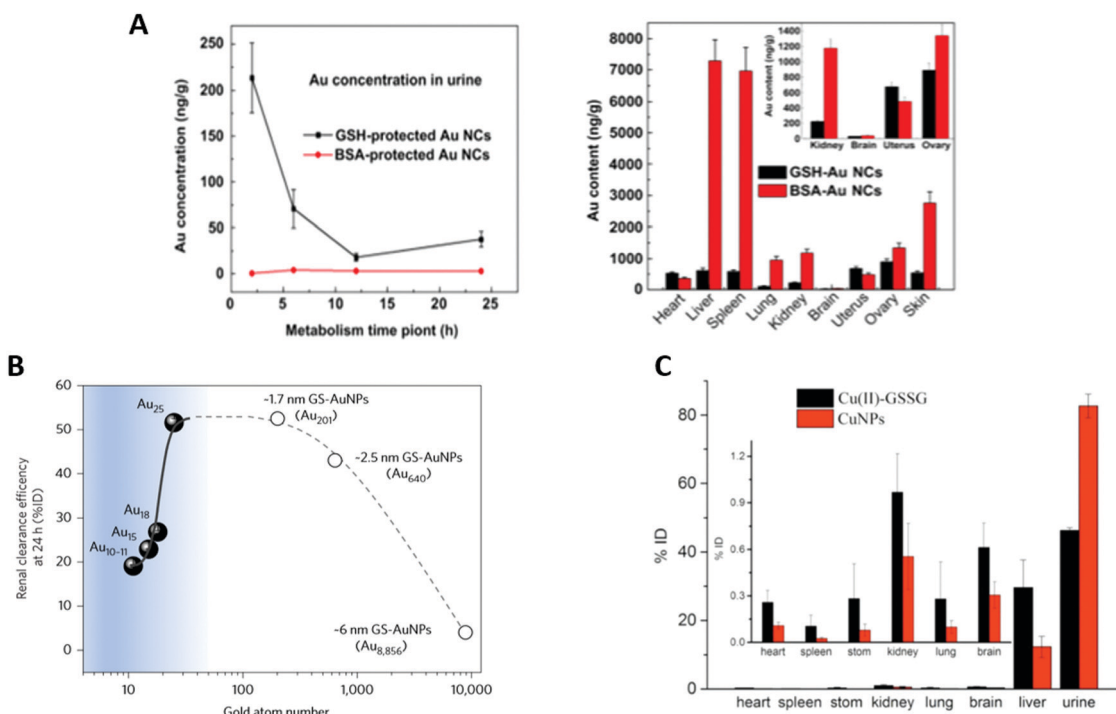 A
Au concentration (ng/g)
250
200
150
100
50
0
Au concentration in urine
GSH-protected Au NCs
BSA-protected Au NCs
0 5 10 15 20 25
Metabolism time piont (h)
Au content (ng/g)
8000
7000
6000
5000
4000
3000
2000
1000
0
Au content (ng/g)
1400
1200
1000
800
600
400
200
0
Kidney Brain Uterus Ovary
GSH-Au NCs
BSA-Au NCs
Heart Liver Spleen Lung Kidney Brain Uterus Ovary Skin
B
Renal clearance efficency
at 24 h (%ID)
60
50
40
30
20
10
0
Au25
~1.7 nm GS-AuNPs
(Au201)
~2.5 nm GS-AuNPs
(Au640)
Au18
Au15
Au10-11
~6 nm GS-AuNPs
(Au8,856)
10 100 1,000 10,000
Gold atom number
C
% ID
80
60
40
20
0
Cu(II)-GSSG
CuNPs
% ID
1.2
0.9
0.6
0.3
0.0
heart spleen stom kidney lung brain
heart spleen stom kidney lung brain liver urine